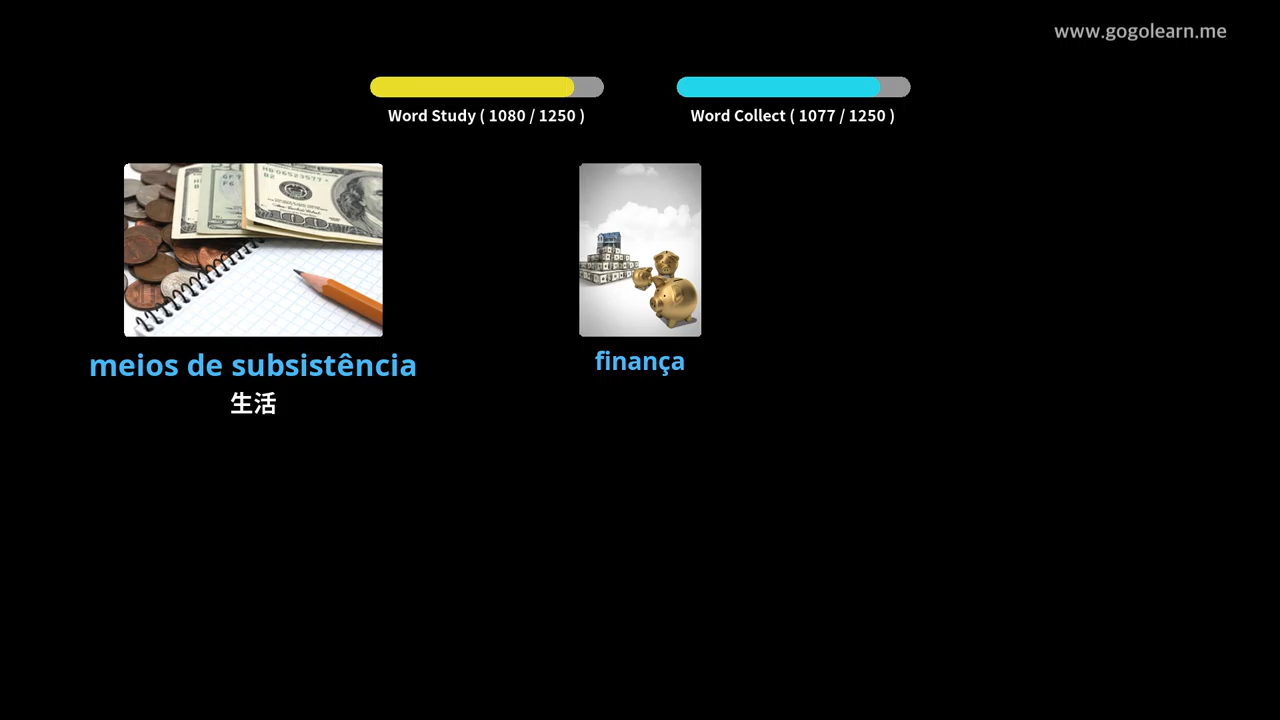 www.gogolearn.me
Word Study ( 1080 / 1250 )
Word Collect ( 1077 / 1250 )
meios de subsistência
生活
finança